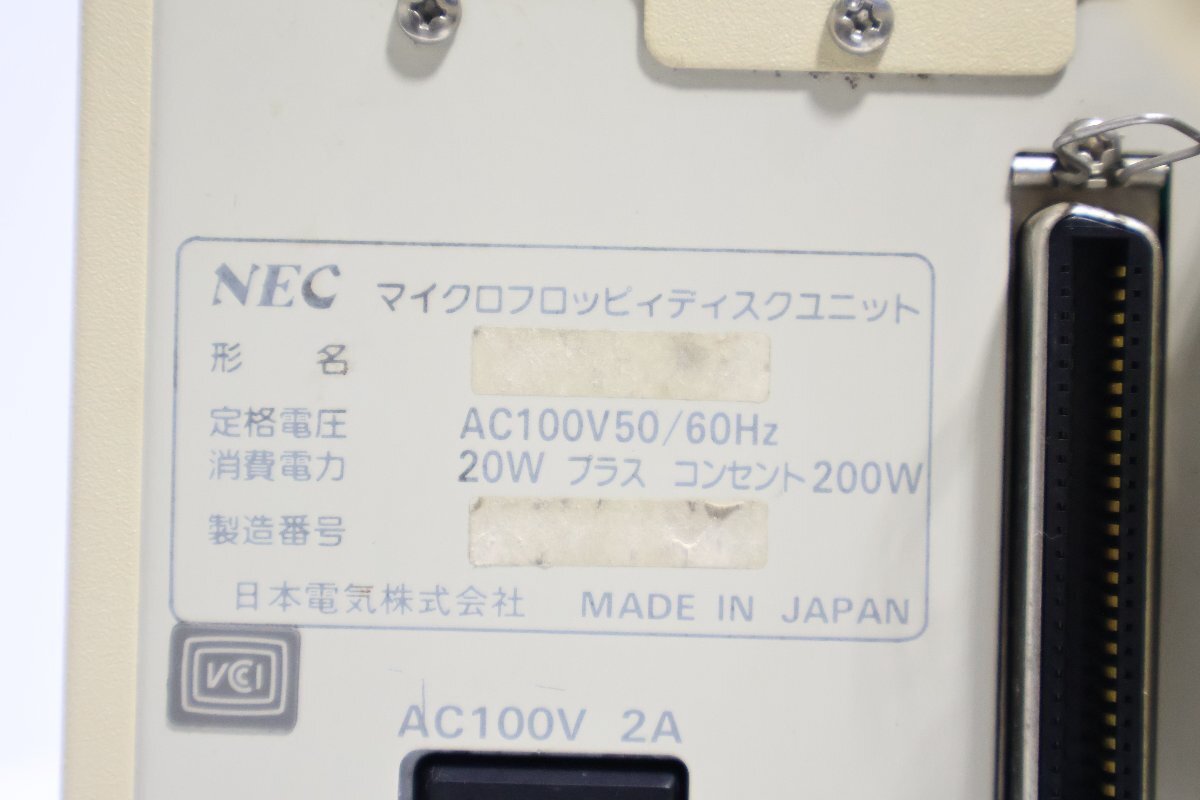 NEC マイクロフロッピィディスクユニット
形 名
定格電圧 AC100V50/60Hz
消費電力 20W プラス コンセント200W
製造番号
日本電気株式会社 MADE IN JAPAN
VCCI
AC100V 2A